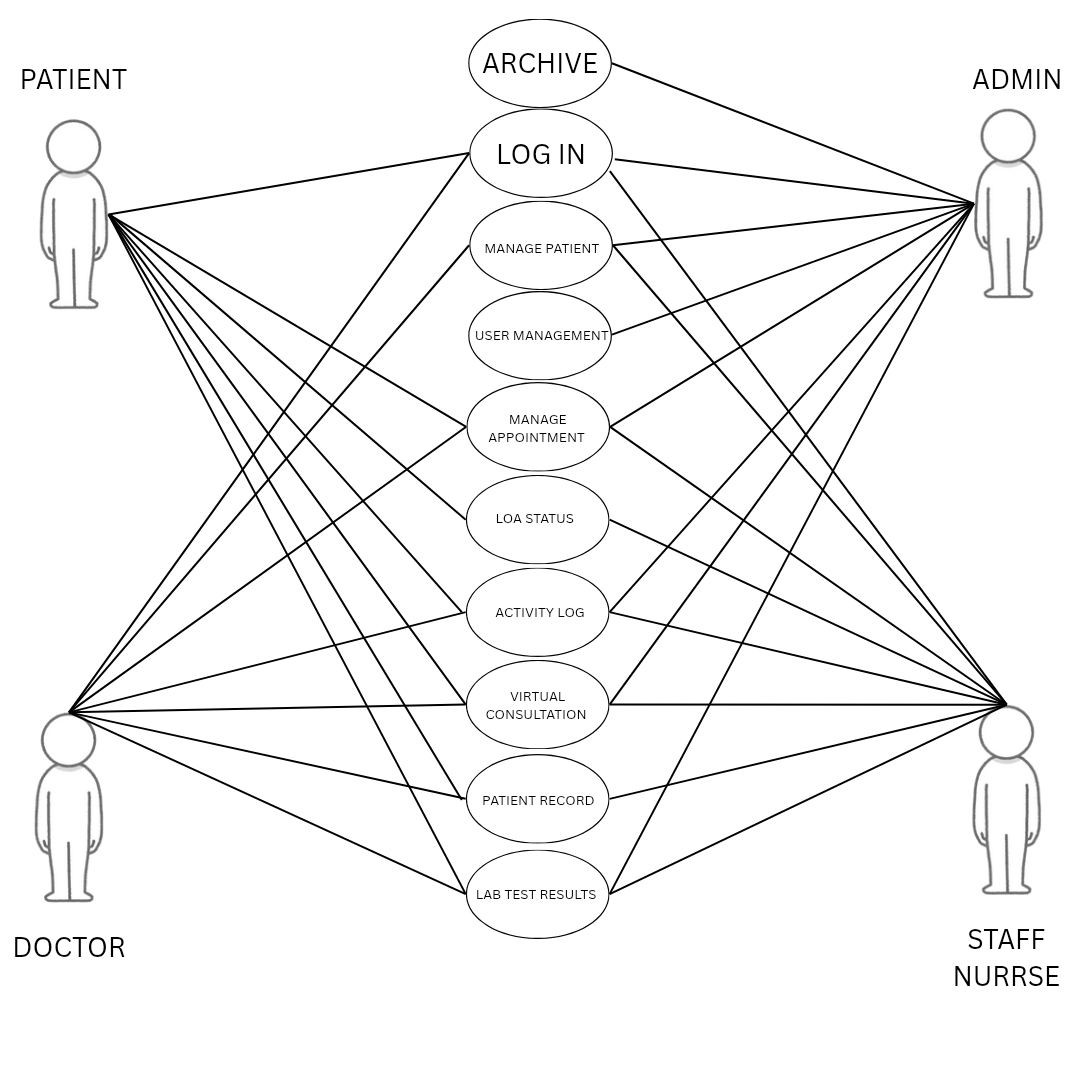 ARCHIVE
PATIENT
ADMIN
LOG IN
MANAGE PATIENT
USER MANAGEMENT
MANAGE
APPOINTMENT
LOA STATUS
ACTIVITY LOG
VIRTUAL
CONSULTATION
PATIENT RECORD
LAB TEST RESULTS
DOCTOR
STAFF
NURRSE